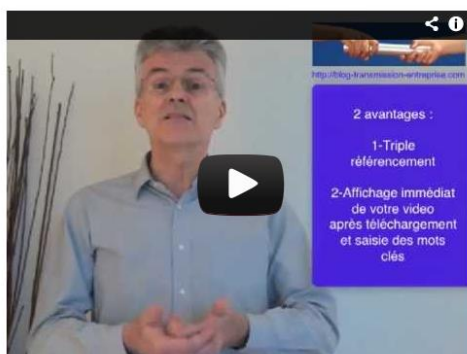 http://blog-transmission-entreprise.com
2 avantages :
1-Triple
référencement
2-Affichage immédiat
de votre video
après téléchargement
et saisie des mots
clés